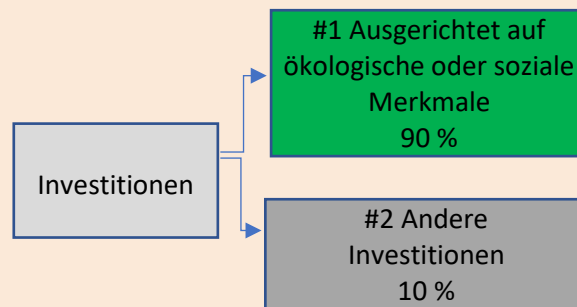 #1 Ausgerichtet auf
ökologische oder soziale
Merkmale
90 %
Investitionen
#2 Andere
Investitionen
10 %